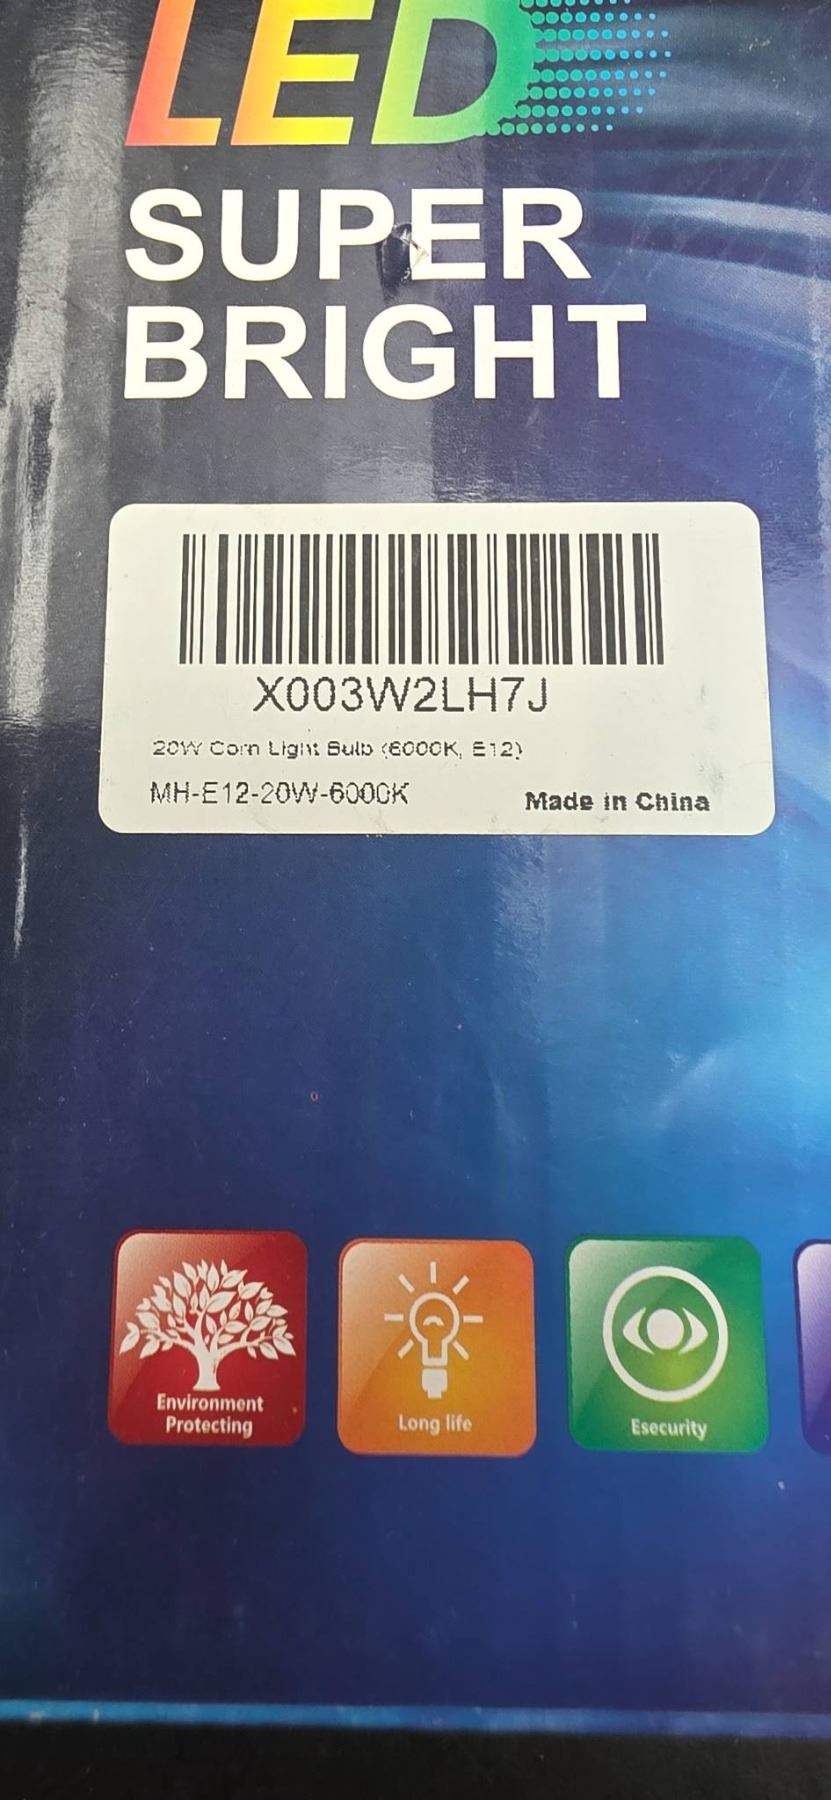 LED
SUPER
BRIGHT
X003W2LH7J
20W Corn Light Bulb (6000K, E12)
MH-E12-20W-6000K
Made in China
Environment
Protecting
Long life
Esecurity